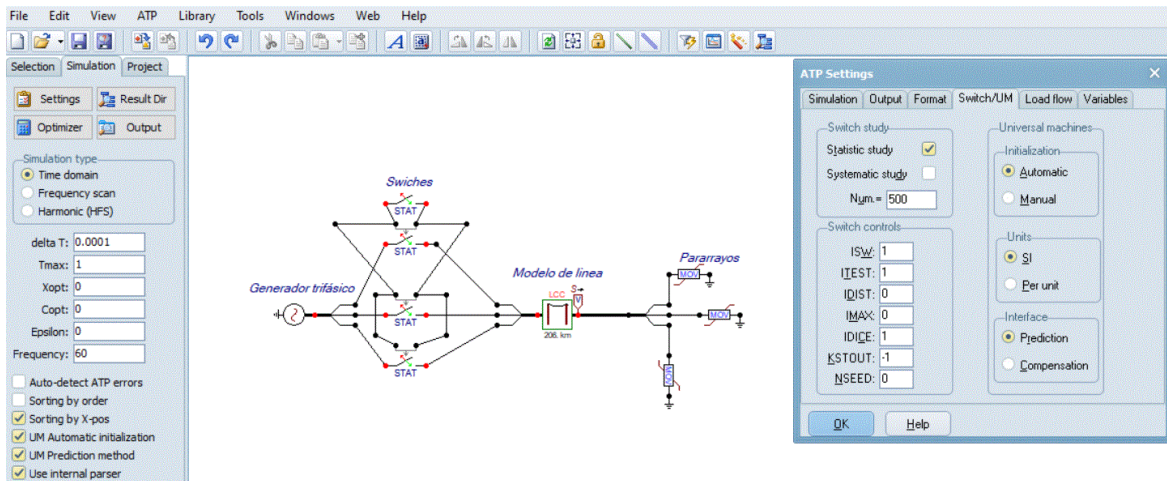 File Edit View ATP Library Tools Windows Web Help
Selection Simulation Project
Settings Result Dir
Optimizer Output
Simulation type
Time domain
Frequency scan
Harmonic (HFS)
delta T: 0.0001
Tmax: 1
Xopt: 0
Copt: 0
Epsilon: 0
Frequency: 60
Auto-detect ATP errors
Sorting by order
Sorting by X-pos
UM Automatic initialization
UM Prediction method
Use internal parser
Swiches
STAT
STAT
Generador trifásico
STAT
STAT
Modelo de linea
LCC
S
V
206. km
Pararrayos
MOV
MOV
MOV
ATP Settings
Simulation Output Format Switch/UM Load flow Variables
Switch study
Statistic study
Systematic study
Num.= 500
Switch controls
ISW: 1
ITEST: 1
IDIST: 0
IMAX: 0
IDICE: 1
KSTOUT: -1
NSEED: 0
Universal machines
Initialization
Automatic
Manual
Units
SI
Per unit
Interface
Prediction
Compensation
OK Help